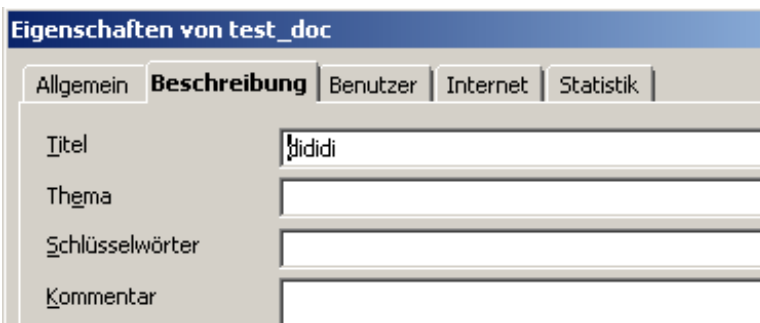 Eigenschaften von test_doc
Allgemein Beschreibung Benutzer Internet Statistik
Titel dididi
Thema
Schlüsselwörter
Kommentar